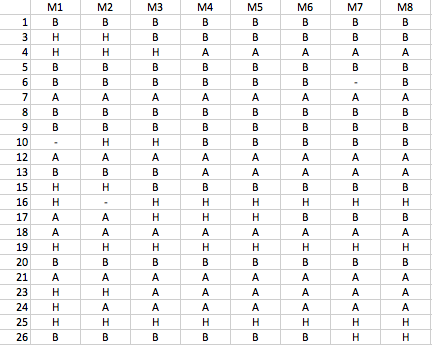 M1 M2 M3 M4 M5 M6 M7 M8
1 B B B B B B B B
3 H H B B B B B B
4 H H H A A A A A
5 B B B B B B B B
6 B B B B B B - B
7 A A A A A A A A
8 B B B B B B B B
9 B B B B B B B B
10 - H H B B B B B
12 A A A A A A A A
13 B B B A A A A A
15 H H B B B B B B
16 H - H H H H H H
17 A A H H H B B B
18 A A A A A A A A
19 H H H H H H H H
20 B B B B B B B B
21 A A A A A A A A
23 H H A A A A A A
24 H A A A A A A A
25 H H H H H H H H
26 B B B B B B H H